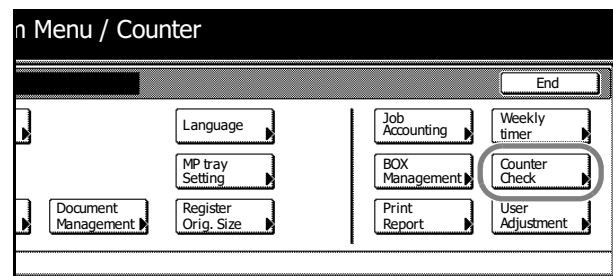 n Menu / Counter
End
Language
Job
Accounting
Weekly
timer
MP tray
Setting
BOX
Management
Counter
Check
Document
Management
Register
Orig. Size
Print
Report
User
Adjustment